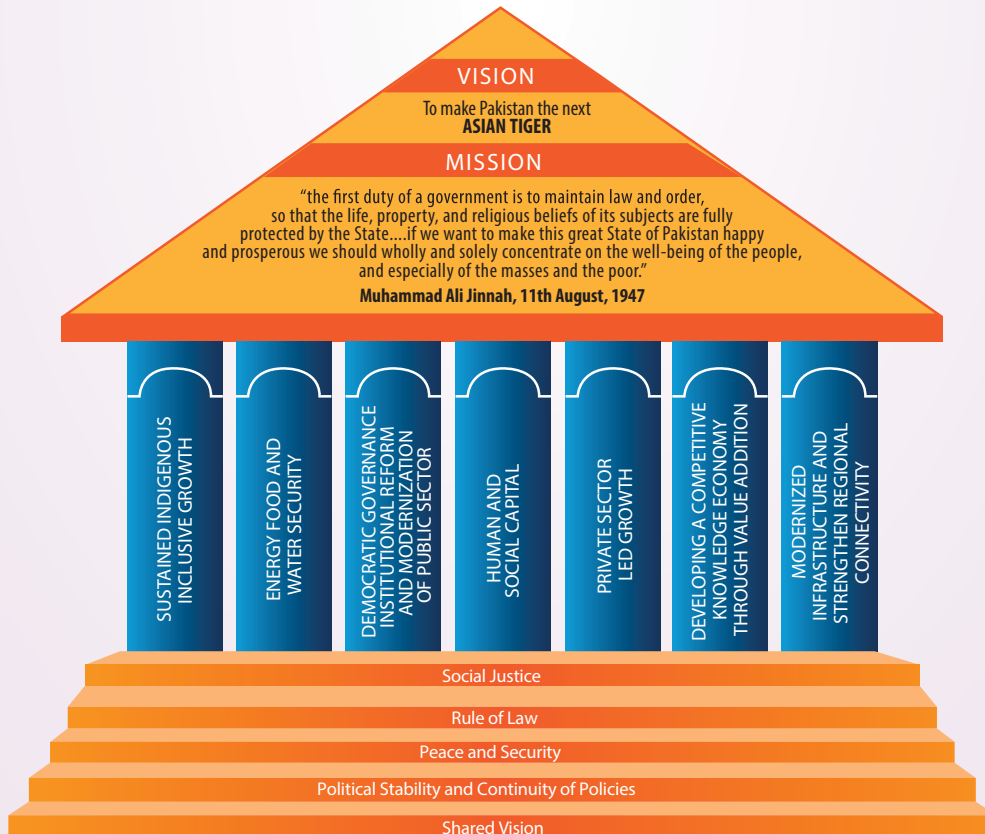 VISION
To make Pakistan the next
ASIAN TIGER
MISSION
“the first duty of a government is to maintain law and order,
so that the life, property, and religious beliefs of its subjects are fully
protected by the State....if we want to make this great State of Pakistan happy
and prosperous we should wholly and solely concentrate on the well-being of the people,
and especially of the masses and the poor.”
Muhammad Ali Jinnah, 11th August, 1947
SUSTAINED INDIGENOUS
INCLUSIVE GROWTH
ENERGY FOOD AND
WATER SECURITY
DEMOCRATIC GOVERNANCE
INSTITUTIONAL REFORM
AND MODERNIZATION
OF PUBLIC SECTOR
HUMAN AND
SOCIAL CAPITAL
PRIVATE SECTOR
LED GROWTH
DEVELOPING A COMPETITIVE
KNOWLEDGE ECONOMY
THROUGH VALUE ADDITION
MODERNIZED
INFRASTRUCTURE AND
STRENGTHEN REGIONAL
CONNECTIVITY
Social Justice
Rule of Law
Peace and Security
Political Stability and Continuity of Policies
Shared Vision